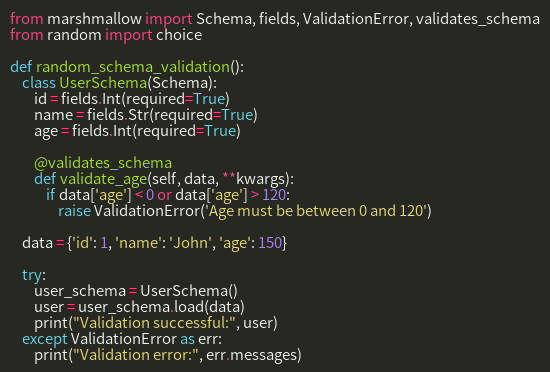 from marshmallow import Schema, fields, ValidationError, validates_schema
from random import choice
def random_schema_validation():
class UserSchema(Schema):
id = fields.Int(required=True)
name = fields.Str(required=True)
age = fields.Int(required=True)
@validates_schema
def validate_age(self, data, **kwargs):
if data['age'] < 0 or data['age'] > 120:
raise ValidationError('Age must be between 0 and 120')
data = {'id': 1, 'name': 'John', 'age': 150}
try:
user_schema = UserSchema()
user = user_schema.load(data)
print("Validation successful:", user)
except ValidationError as err:
print("Validation error:", err.messages)